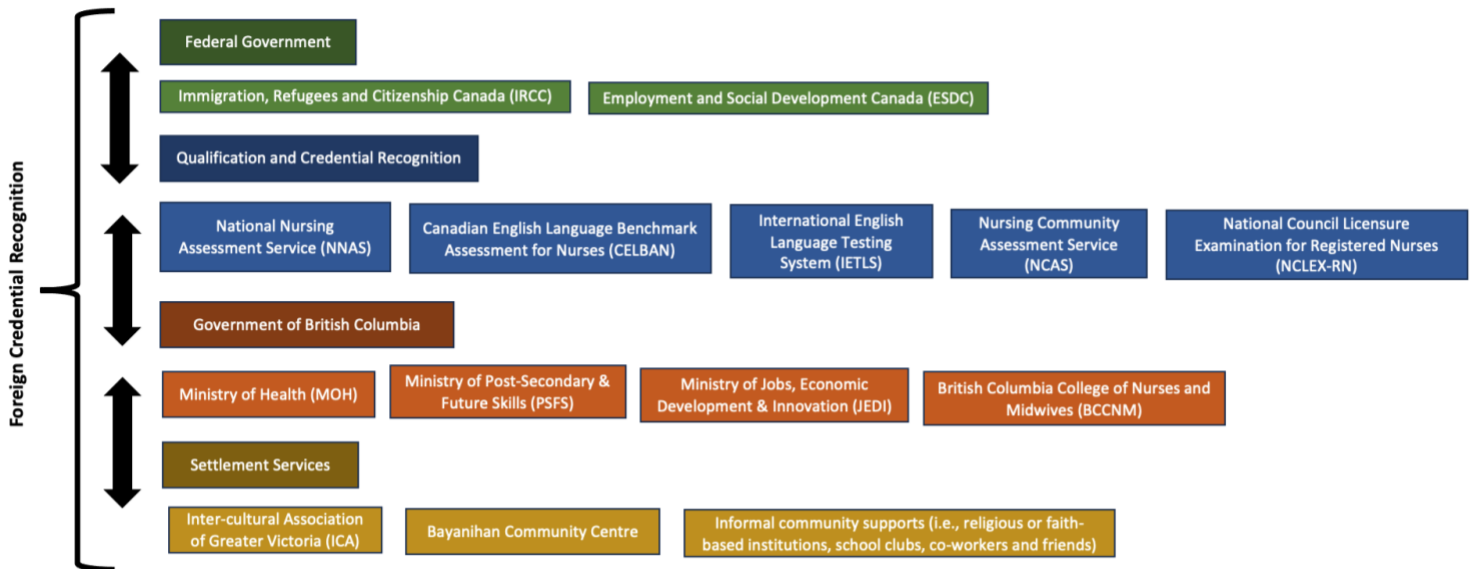 Foreign Credential Recognition
Federal Government
Immigration, Refugees and Citizenship Canada (IRCC)
Employment and Social Development Canada (ESDC)
Qualification and Credential Recognition
National Nursing
Assessment Service (NNAS)
Canadian English Language Benchmark
Assessment for Nurses (CELBAN)
International English
Language Testing
System (IETLS)
Nursing Community
Assessment Service
(NCAS)
National Council Licensure
Examination for Registered Nurses
(NCLEX-RN)
Government of British Columbia
Ministry of Health (MOH)
Ministry of Post-Secondary &
Future Skills (PSFS)
Ministry of Jobs, Economic
Development & Innovation (JEDI)
British Columbia College of Nurses and
Midwives (BCCNM)
Settlement Services
Inter-cultural Association
of Greater Victoria (ICA)
Bayanihan Community Centre
Informal community supports (i.e., religious or faith-
based institutions, school clubs, co-workers and friends)